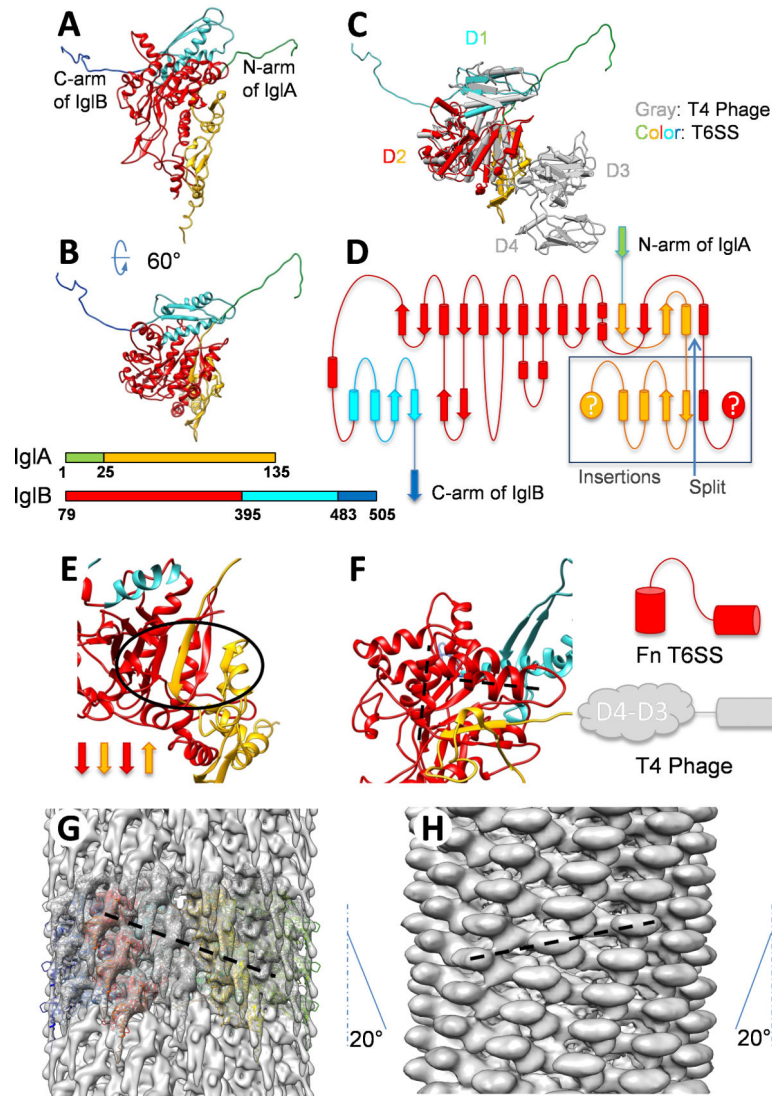 A
C-arm
of IglB
N-arm
of IglA
B
60°
C
D1
Gray: T4 Phage
Color: T6SS
D2
D3
D4
D
N-arm of IglA
?
?
Insertions
Split
C-arm of IglB
IglA
1
25
135
IglB
79
395
483
505
E
F
Fn T6SS
D4-D3
T4 Phage
G
20°
H
20°